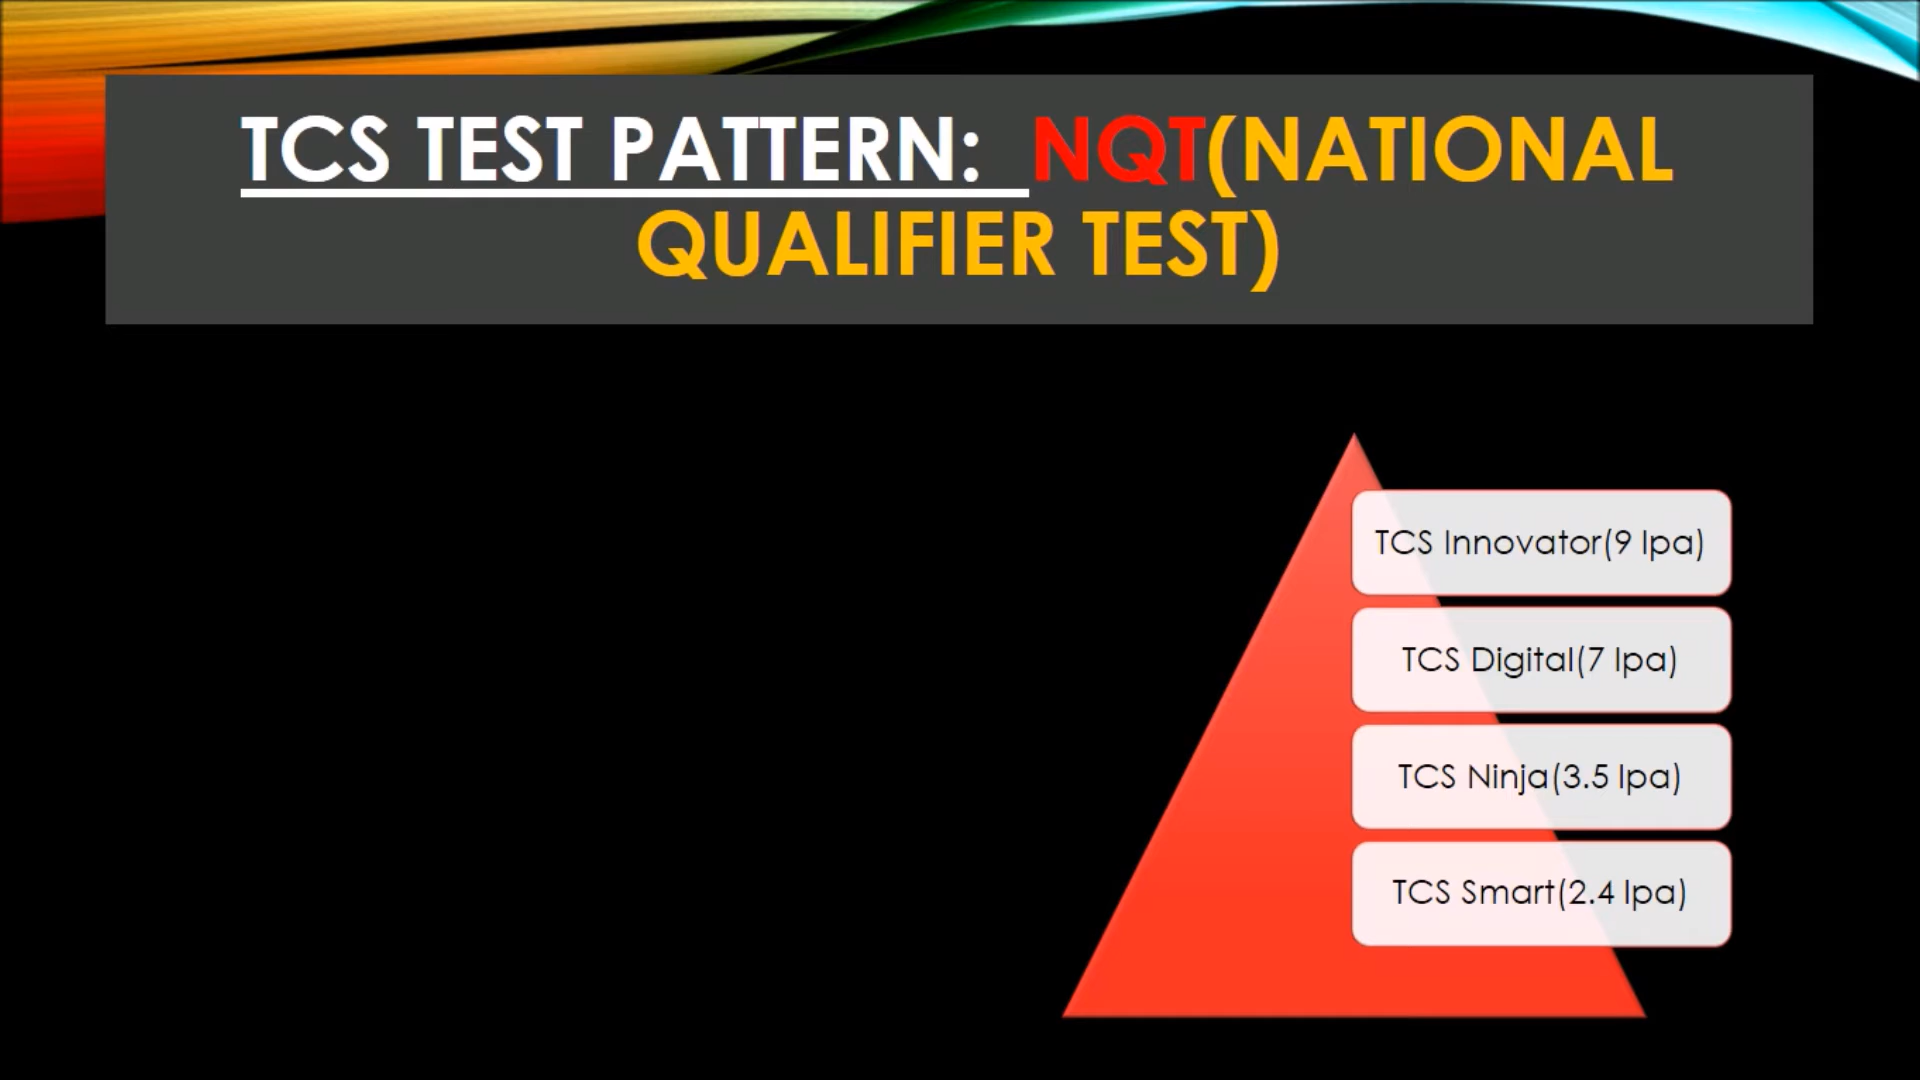 TCS TEST PATTERN: NQT(NATIONAL
QUALIFIER TEST)
TCS Innovator(9 lpa)
TCS Digital(7 lpa)
TCS Ninja(3.5 lpa)
TCS Smart(2.4 lpa)